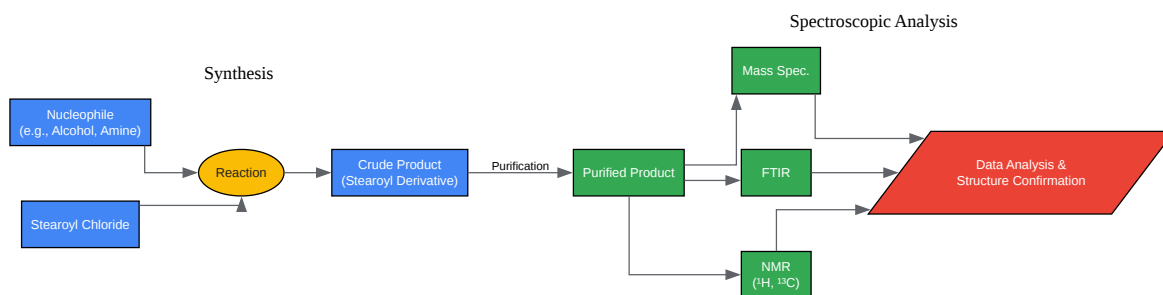 Spectroscopic Analysis
Synthesis
Mass Spec.
Nucleophile
(e.g., Alcohol, Amine)
Reaction
Crude Product
(Stearoyl Derivative)
Purification
Purified Product
FTIR
Data Analysis &
Structure Confirmation
Stearoyl Chloride
NMR
(¹H, ¹³C)